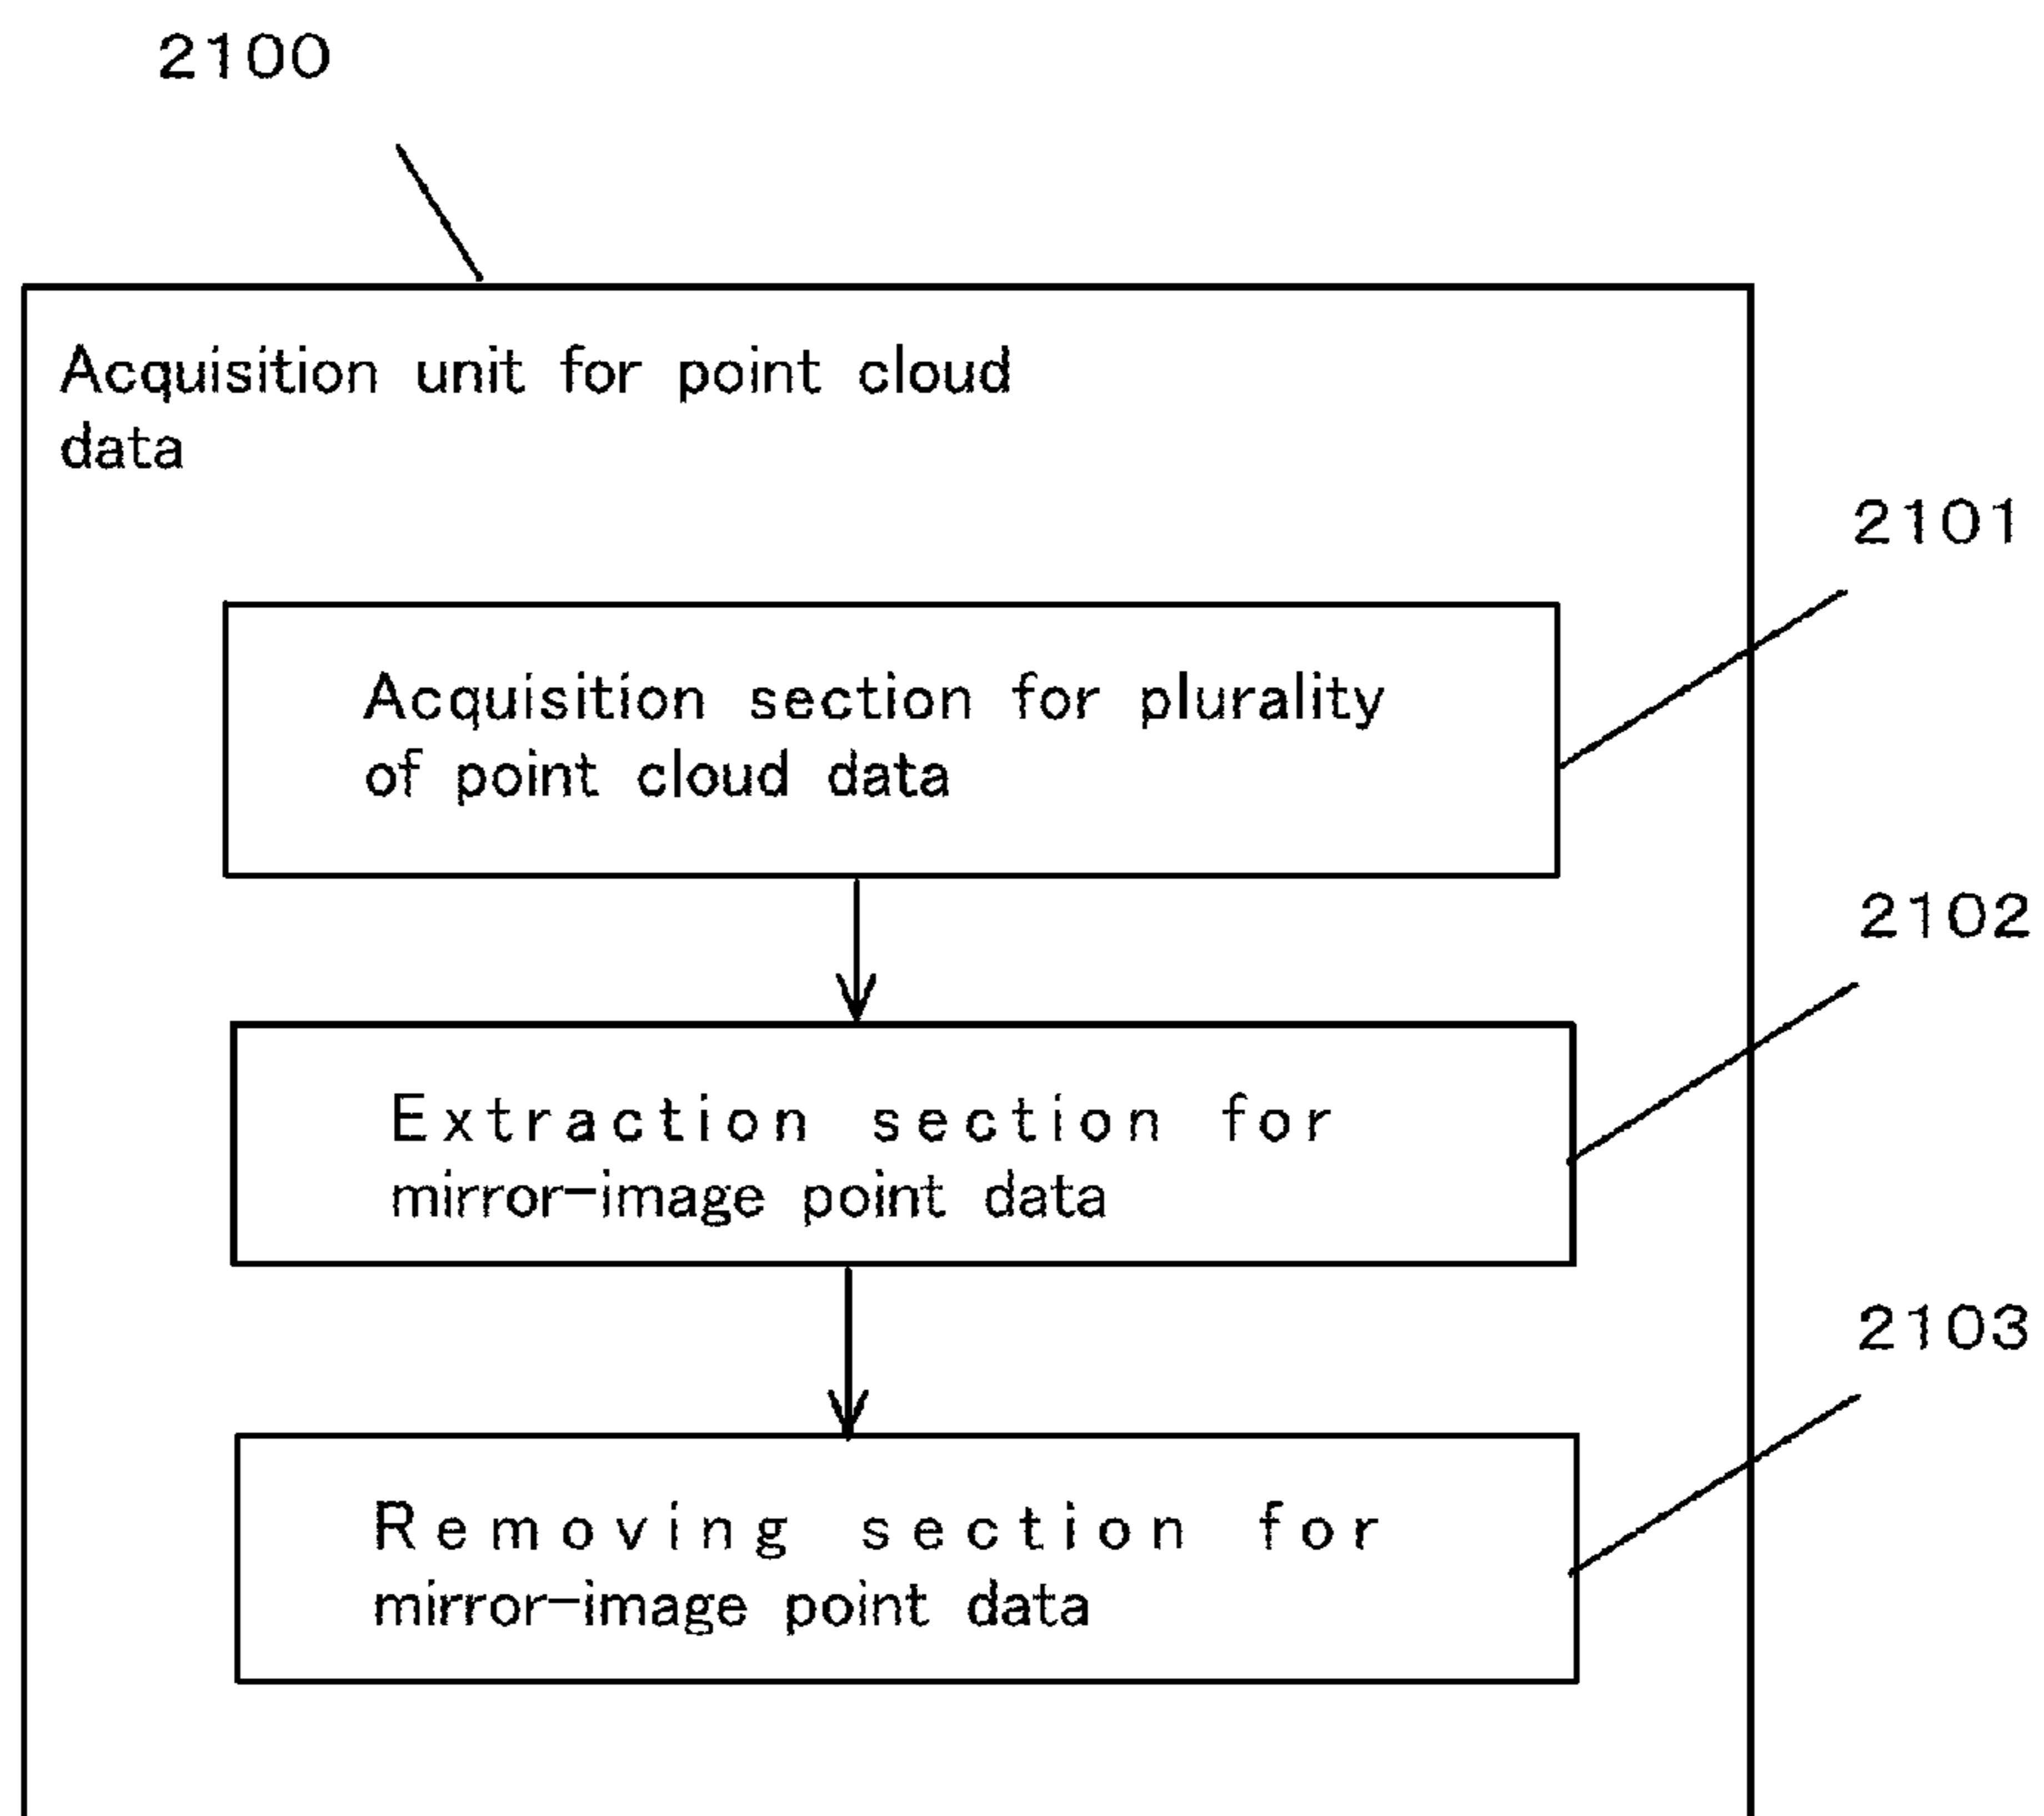 2100
Acquisition unit for point cloud
data
2101
Acquisition section for plurality
of point cloud data
2102
Extraction section for
mirror-image point data
2103
Removing section for
mirror-image point data